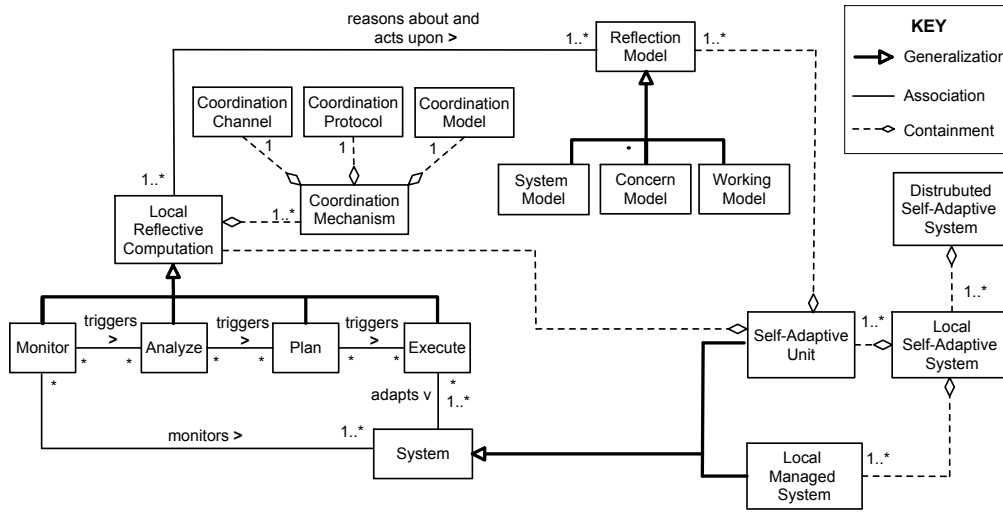 reasons about and
acts upon >
1..*
Reflection
Model
1..*
KEY
Generalization
Association
Containment
Coordination
Channel
Coordination
Protocol
Coordination
Model
1
1
1
1..*
Local
Reflective
Computation
1..*
Coordination
Mechanism
System
Model
Concern
Model
Working
Model
Distrubuted
Self-Adaptive
System
1..*
Monitor
triggers
>
*
*
Analyze
triggers
>
*
*
Plan
triggers
>
*
*
Execute
Self-Adaptive
Unit
1..*
Local
Self-Adaptive
System
*
*
adapts v
1..*
monitors >
1..*
System
Local
Managed
System
1..*